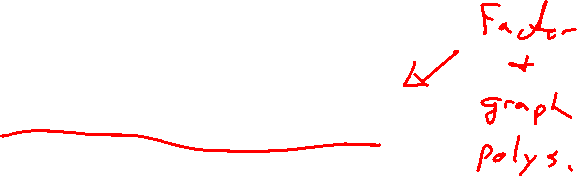 Factor
+
graph
polys.